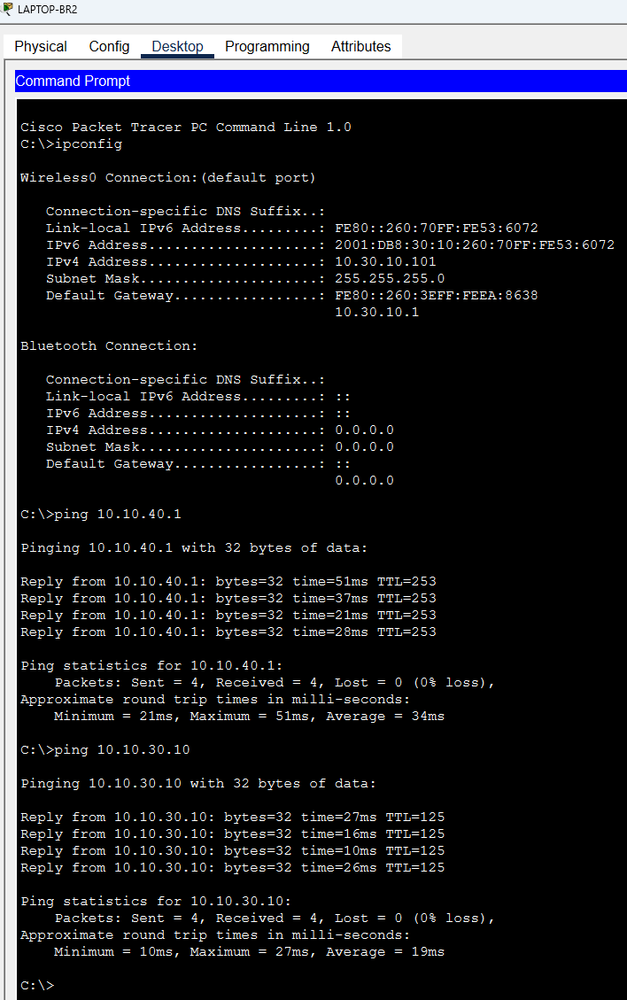 LAPTOP-BR2
Physical Config Desktop Programming Attributes
Command Prompt
Cisco Packet Tracer PC Command Line 1.0
C:\>ipconfig
Wireless0 Connection:(default port)
Connection-specific DNS Suffix..:
Link-local IPv6 Address.........: FE80::260:70FF:FE53:6072
IPv6 Address....................: 2001:DB8:30:10:260:70FF:FE53:6072
IPv4 Address....................: 10.30.10.101
Subnet Mask.....................: 255.255.255.0
Default Gateway.................: FE80::260:3EFF:FEEA:8638
10.30.10.1
Bluetooth Connection:
Connection-specific DNS Suffix..:
Link-local IPv6 Address.........: ::
IPv6 Address....................: ::
IPv4 Address....................: 0.0.0.0
Subnet Mask.....................: 0.0.0.0
Default Gateway.................: ::
0.0.0.0
C:\>ping 10.10.40.1
Pinging 10.10.40.1 with 32 bytes of data:
Reply from 10.10.40.1: bytes=32 time=51ms TTL=253
Reply from 10.10.40.1: bytes=32 time=37ms TTL=253
Reply from 10.10.40.1: bytes=32 time=21ms TTL=253
Reply from 10.10.40.1: bytes=32 time=28ms TTL=253
Ping statistics for 10.10.40.1:
Packets: Sent = 4, Received = 4, Lost = 0 (0% loss),
Approximate round trip times in milli-seconds:
Minimum = 21ms, Maximum = 51ms, Average = 34ms
C:\>ping 10.10.30.10
Pinging 10.10.30.10 with 32 bytes of data:
Reply from 10.10.30.10: bytes=32 time=27ms TTL=125
Reply from 10.10.30.10: bytes=32 time=16ms TTL=125
Reply from 10.10.30.10: bytes=32 time=10ms TTL=125
Reply from 10.10.30.10: bytes=32 time=26ms TTL=125
Ping statistics for 10.10.30.10:
Packets: Sent = 4, Received = 4, Lost = 0 (0% loss),
Approximate round trip times in milli-seconds:
Minimum = 10ms, Maximum = 27ms, Average = 19ms
C:\>